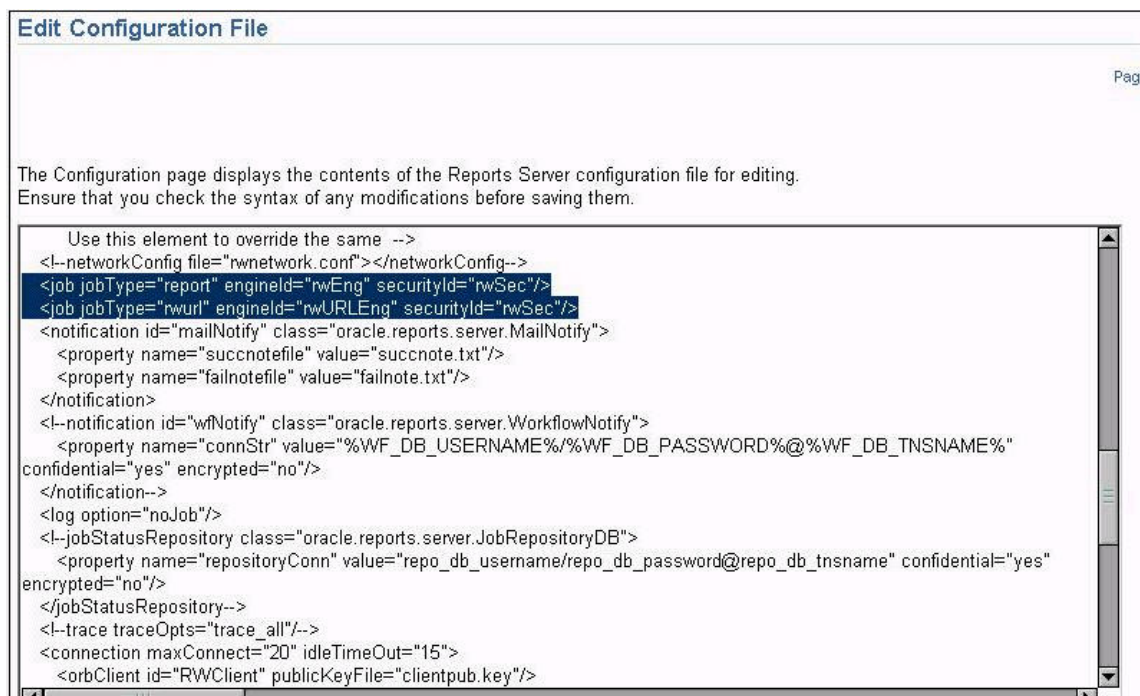 Edit Configuration File
Pag
The Configuration page displays the contents of the Reports Server configuration file for editing.
Ensure that you check the syntax of any modifications before saving them.
Use this element to override the same -->
<!--networkConfig file="rwnetwork.conf"></networkConfig-->
<job jobType="report" engineId="rwEng" securityId="rwSec"/>
<job jobType="rwurl" engineId="rwURLEng" securityId="rwSec"/>
<notification id="mailNotify" class="oracle.reports.server.MailNotify">
<property name="succnotefile" value="succnote.txt"/>
<property name="failnotefile" value="failnote.txt"/>
</notification>
<!--notification id="wfNotify" class="oracle.reports.server.WorkflowNotify">
<property name="connStr" value="%WF_DB_USERNAME%/%WF_DB_PASSWORD%@%WF_DB_TNSNAME%"
confidential="yes" encrypted="no"/>
</notification-->
<log option="noJob"/>
<!--jobStatusRepository class="oracle.reports.server.JobRepositoryDB">
<property name="repositoryConn" value="repo_db_username/repo_db_password@repo_db_tnsname" confidential="yes"
encrypted="no"/>
</jobStatusRepository-->
<!--trace traceOpts="trace_all"/-->
<connection maxConnect="20" idleTimeOut="15">
<orbClient id="RWClient" publicKeyFile="clientpub.key"/>